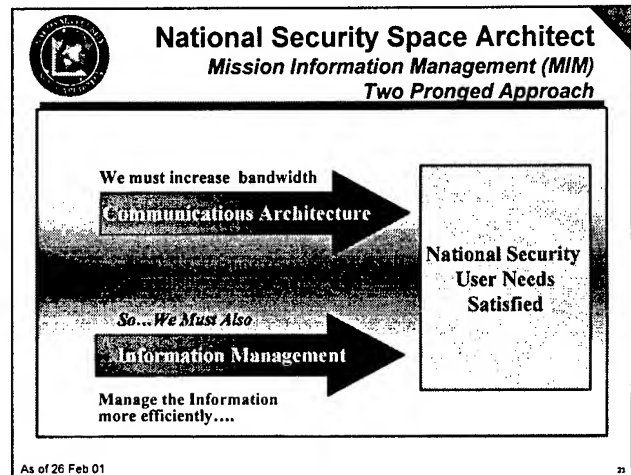 National Security Space Architect
Mission Information Management (MIM)
Two Pronged Approach
We must increase bandwidth
Communications Architecture
National Security
User Needs
Satisfied
So...We Must Also
Information Management
Manage the Information
more efficiently....
As of 26 Feb 01